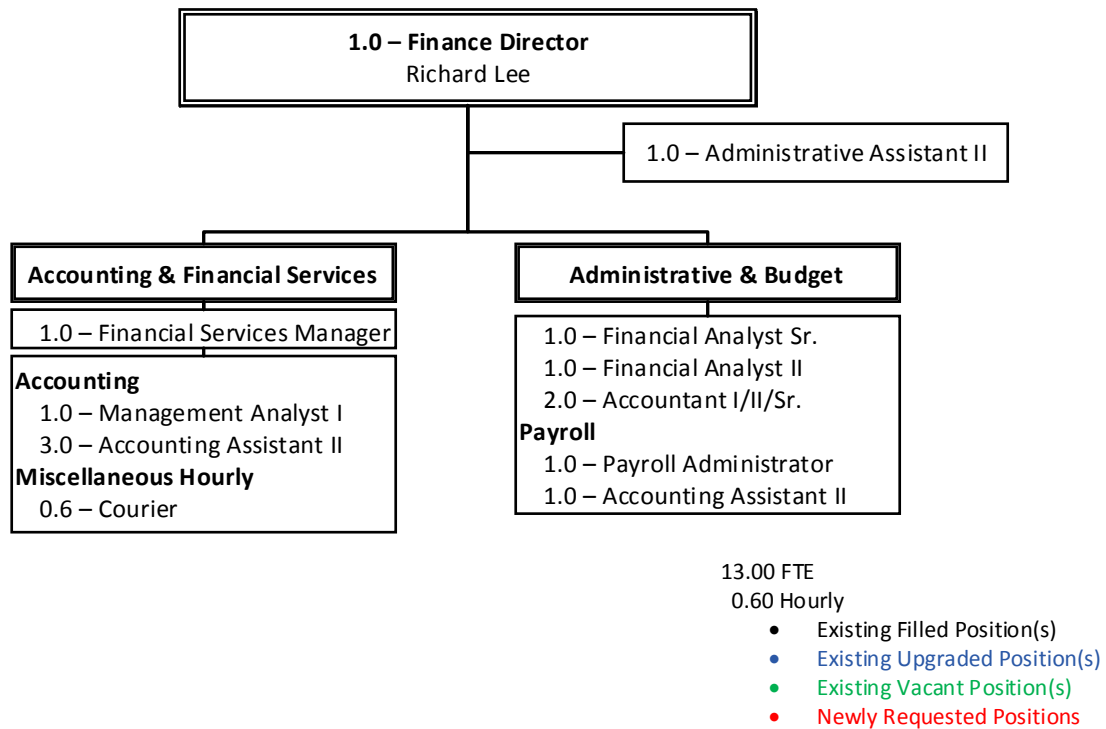 1.0 – Finance Director
Richard Lee
1.0 – Administrative Assistant II
Accounting & Financial Services
1.0 – Financial Services Manager
Accounting
1.0 – Management Analyst I
3.0 – Accounting Assistant II
Miscellaneous Hourly
0.6 – Courier
Administrative & Budget
1.0 – Financial Analyst Sr.
1.0 – Financial Analyst II
2.0 – Accountant I/II/Sr.
Payroll
1.0 – Payroll Administrator
1.0 – Accounting Assistant II
13.00 FTE
0.60 Hourly
• Existing Filled Position(s)
• Existing Upgraded Position(s)
• Existing Vacant Position(s)
• Newly Requested Positions